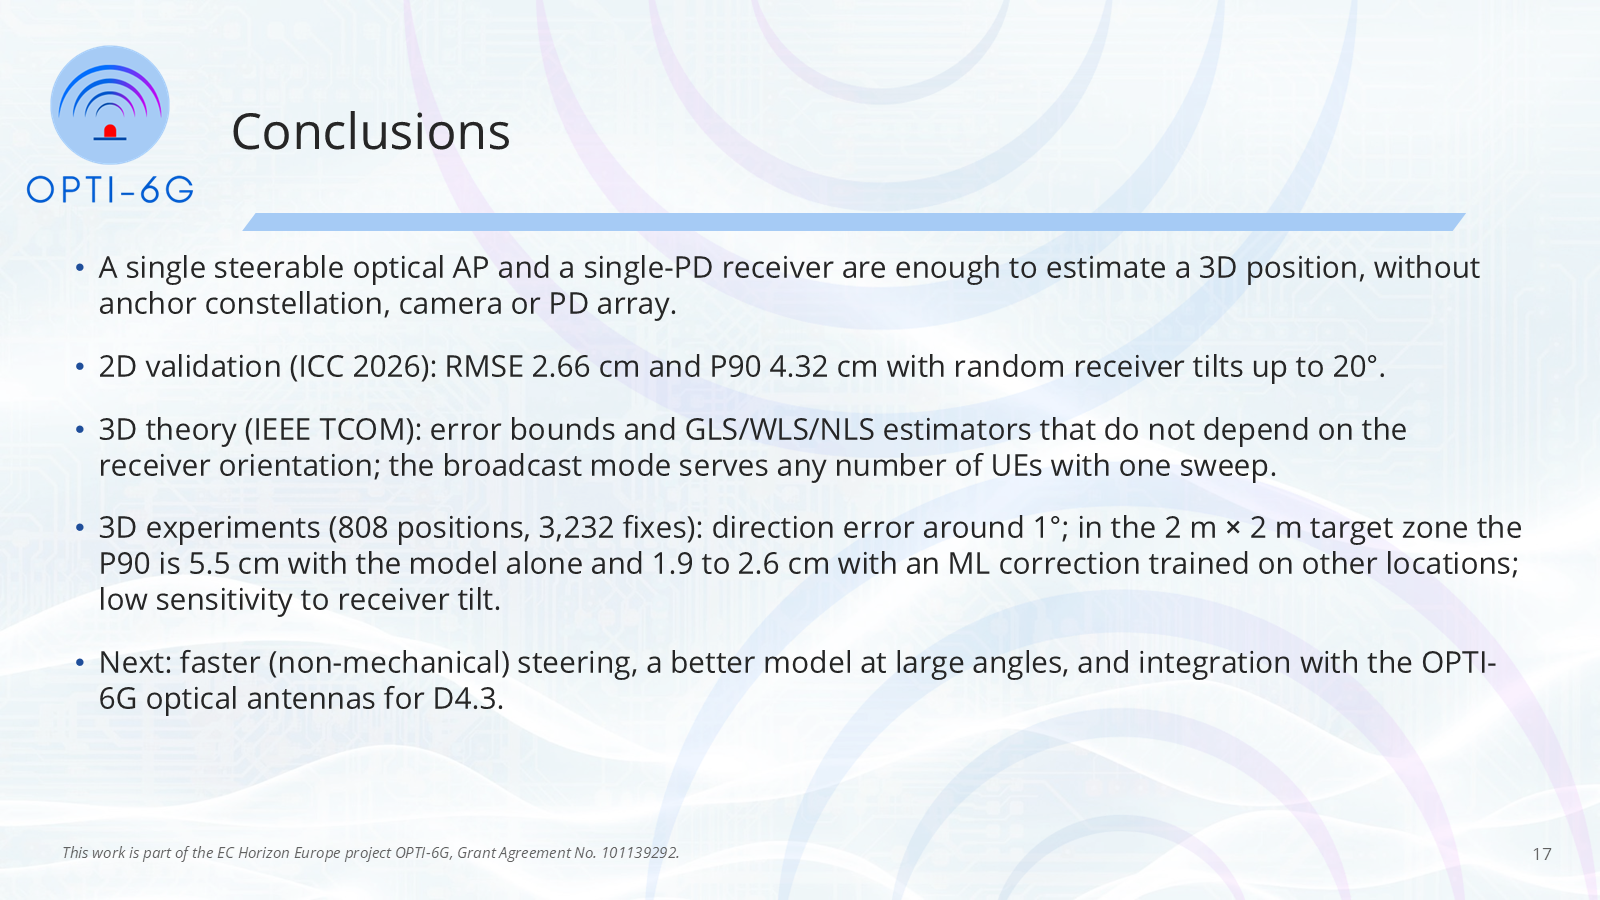 OPTI-6G
Conclusions
• A single steerable optical AP and a single-PD receiver are enough to estimate a 3D position, without
anchor constellation, camera or PD array.
• 2D validation (ICC 2026): RMSE 2.66 cm and P90 4.32 cm with random receiver tilts up to 20°.
• 3D theory (IEEE TCOM): error bounds and GLS/WLS/NLS estimators that do not depend on the
receiver orientation; the broadcast mode serves any number of UEs with one sweep.
• 3D experiments (808 positions, 3,232 fixes): direction error around 1°; in the 2 m × 2 m target zone the
P90 is 5.5 cm with the model alone and 1.9 to 2.6 cm with an ML correction trained on other locations;
low sensitivity to receiver tilt.
• Next: faster (non-mechanical) steering, a better model at large angles, and integration with the OPTI-
6G optical antennas for D4.3.
This work is part of the EC Horizon Europe project OPTI-6G, Grant Agreement No. 101139292.
17